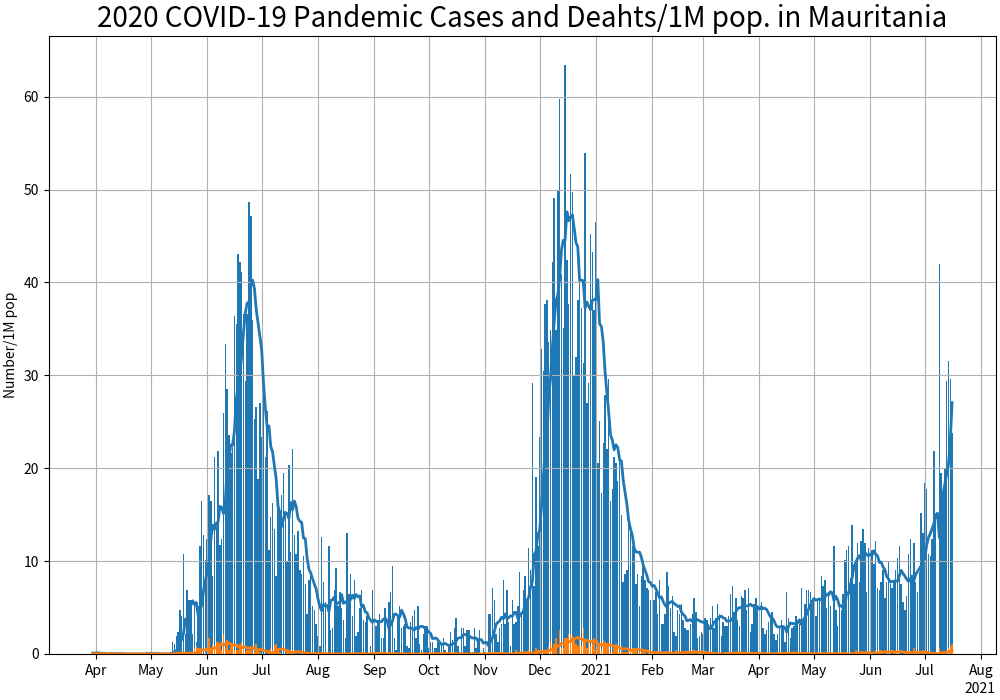 2020 COVID-19 Pandemic Cases and Deahts/1M pop. in Mauritania
Number/1M pop
60
50
40
30
20
10
0
Apr May Jun Jul Aug Sep Oct Nov Dec 2021 Feb Mar Apr May Jun Jul Aug
2021